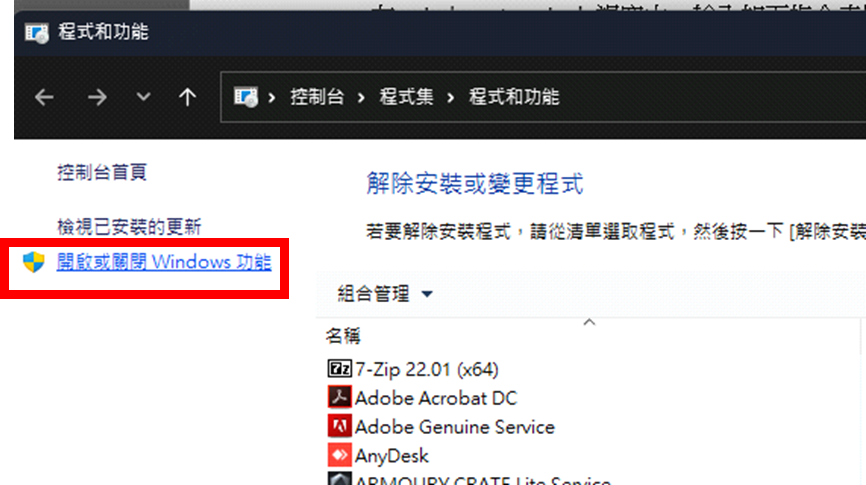 程式和功能
控制台 › 程式集 › 程式和功能
控制台首頁
檢視已安裝的更新
開啟或關閉 Windows 功能
解除安裝或變更程式
若要解除安裝程式，請從清單選取程式，然後按一下 [解除安裝
組合管理
名稱
7-Zip 22.01 (x64)
Adobe Acrobat DC
Adobe Genuine Service
AnyDesk
ARMOURY CRATE Lite Service